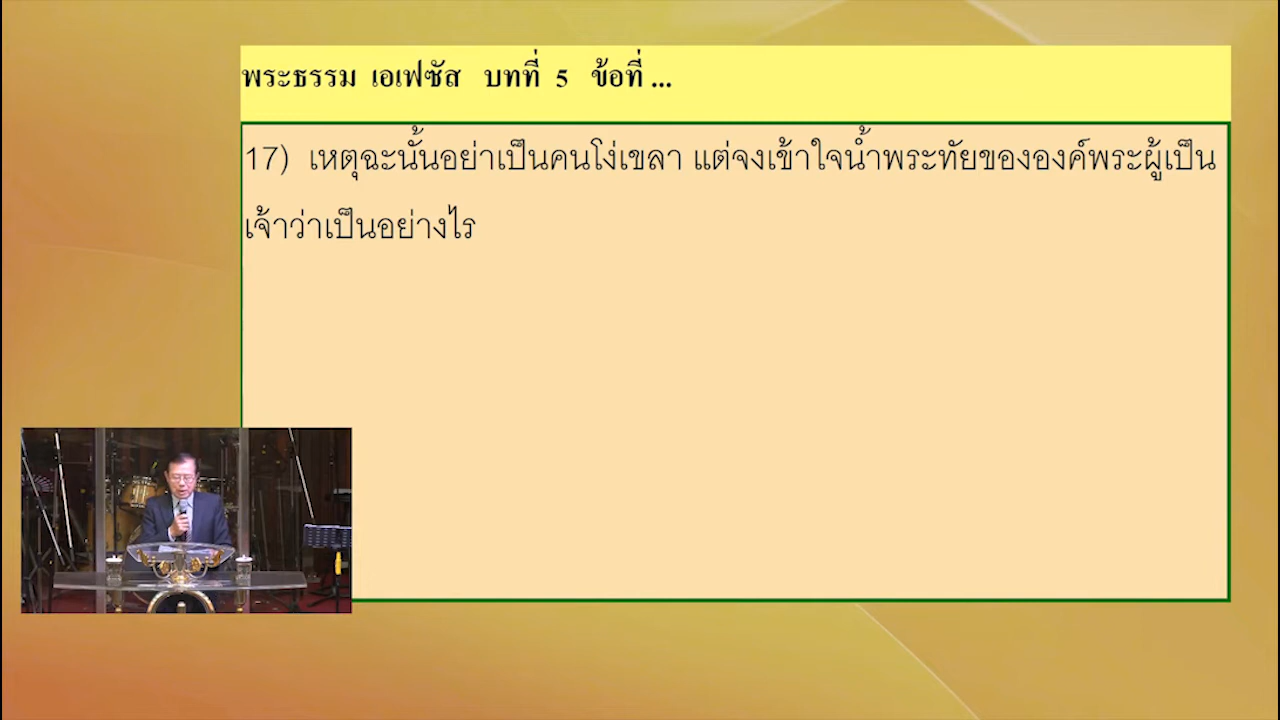 พระธรรม เอเฟซัส บทที่ 5 ข้อที่ ...
17) เหตุฉะนั้นอย่าเป็นคนโง่เขลา แต่จงเข้าใจน้ำพระทัยขององค์พระผู้เป็น
เจ้าว่าเป็นอย่างไร